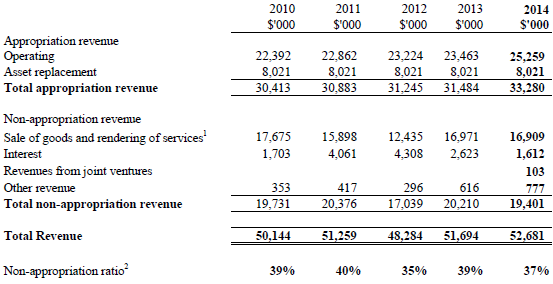 2010 2011 2012 2013 2014
$'000 $'000 $'000 $'000 $'000
Appropriation revenue
Operating 22,392 22,862 23,224 23,463 25,259
Asset replacement 8,021 8,021 8,021 8,021 8,021
Total appropriation revenue 30,413 30,883 31,245 31,484 33,280
Non-appropriation revenue
Sale of goods and rendering of services1 17,675 15,898 12,435 16,971 16,909
Interest 1,703 4,061 4,308 2,623 1,612
Revenues from joint ventures 103
Other revenue 353 417 296 616 777
Total non-appropriation revenue 19,731 20,376 17,039 20,210 19,401
Total Revenue 50,144 51,259 48,284 51,694 52,681
Non-appropriation ratio2 39% 40% 35% 39% 37%